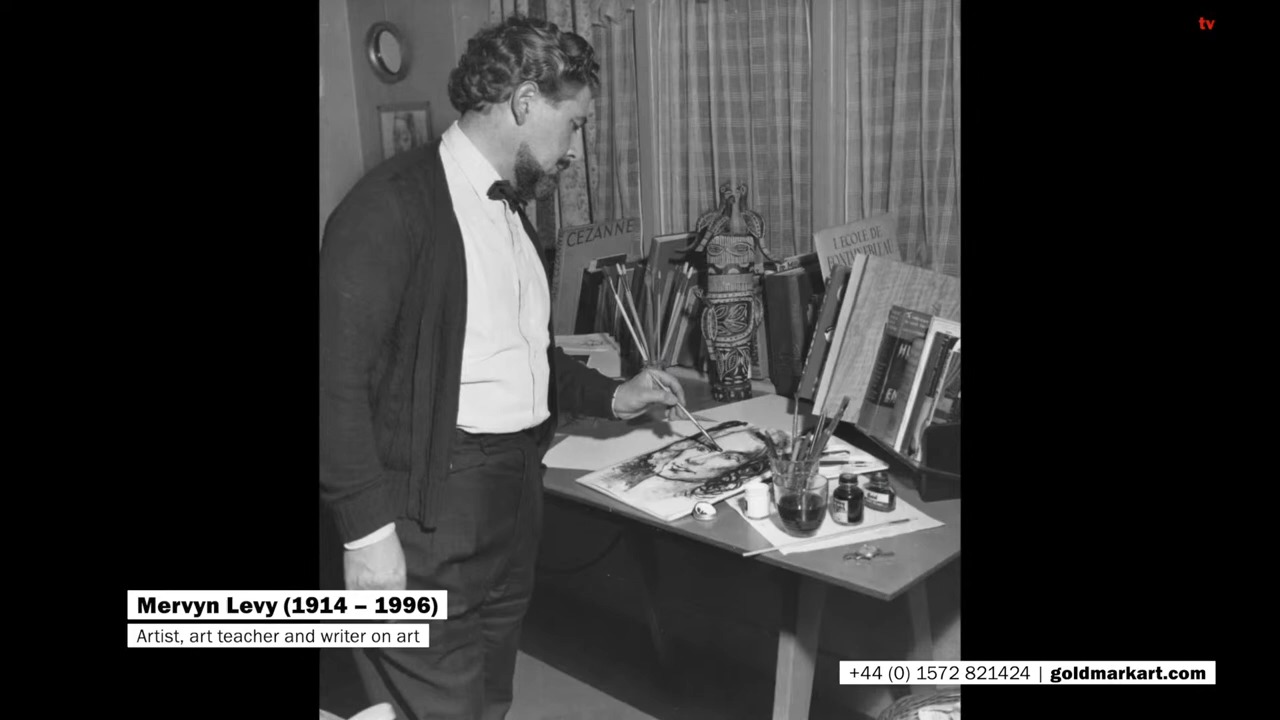 tv
CEZANNE
L'ECOLE DE
FONTAINEBLEAU
Mervyn Levy (1914 – 1996)
Artist, art teacher and writer on art
+44 (0) 1572 821424 | goldmarkart.com